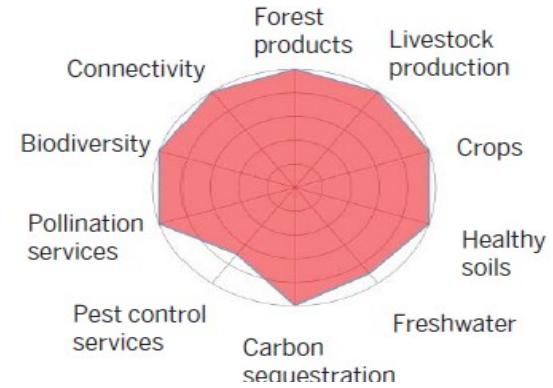 Forest
products
Livestock
production
Crops
Healthy
soils
Freshwater
Carbon
sequestration
Pest control
services
Pollination
services
Biodiversity
Connectivity